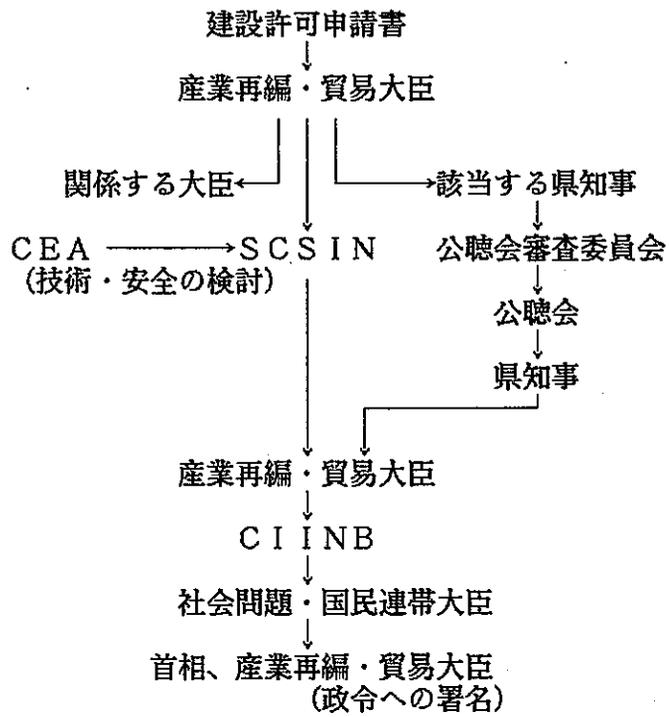 建設許可申請書
産業再編・貿易大臣
関係する大臣
該当する県知事
CEA
SCSIN
公聴会審査委員会
(技術・安全の検討)
公聴会
県知事
産業再編・貿易大臣
CIINB
社会問題・国民連帯大臣
首相、産業再編・貿易大臣
(政令への署名)